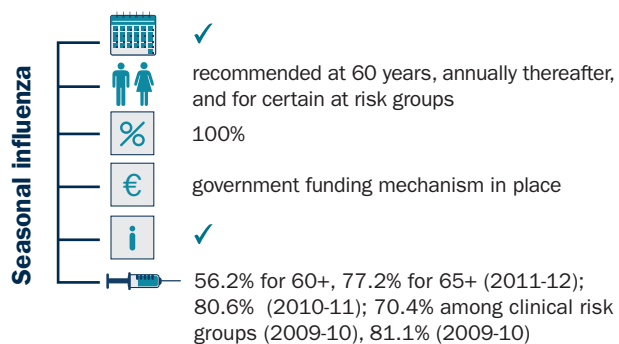 Seasonal influenza
✓
recommended at 60 years, annually thereafter,
and for certain at risk groups
%
100%
€
government funding mechanism in place
i
✓
56.2% for 60+, 77.2% for 65+ (2011-12);
80.6% (2010-11); 70.4% among clinical risk
groups (2009-10), 81.1% (2009-10)